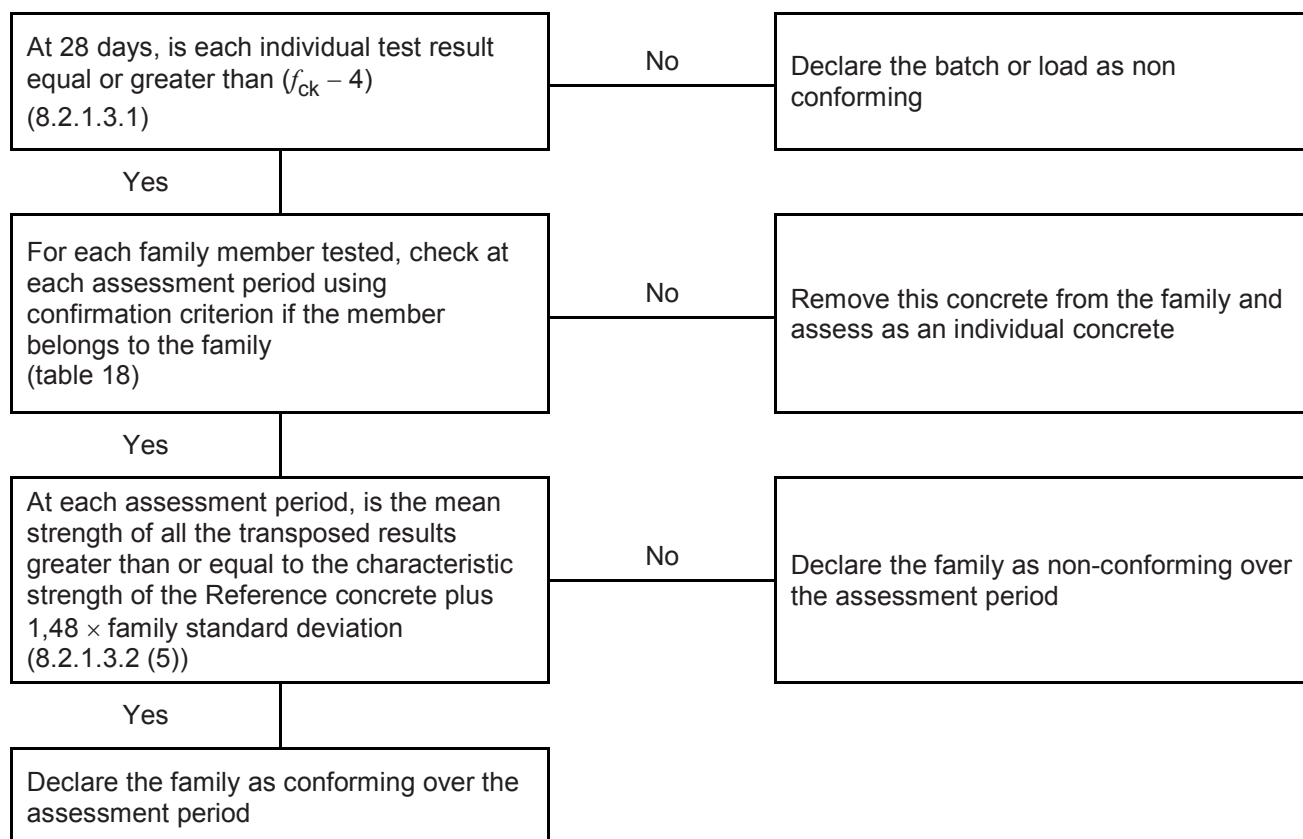 At 28 days, is each individual test result
equal or greater than (fck – 4)
(8.2.1.3.1)
No
Declare the batch or load as non
conforming
Yes
For each family member tested, check at
each assessment period using
confirmation criterion if the member
belongs to the family
(table 18)
No
Remove this concrete from the family and
assess as an individual concrete
Yes
At each assessment period, is the mean
strength of all the transposed results
greater than or equal to the characteristic
strength of the Reference concrete plus
1,48 × family standard deviation
(8.2.1.3.2 (5))
No
Declare the family as non-conforming over
the assessment period
Yes
Declare the family as conforming over the
assessment period